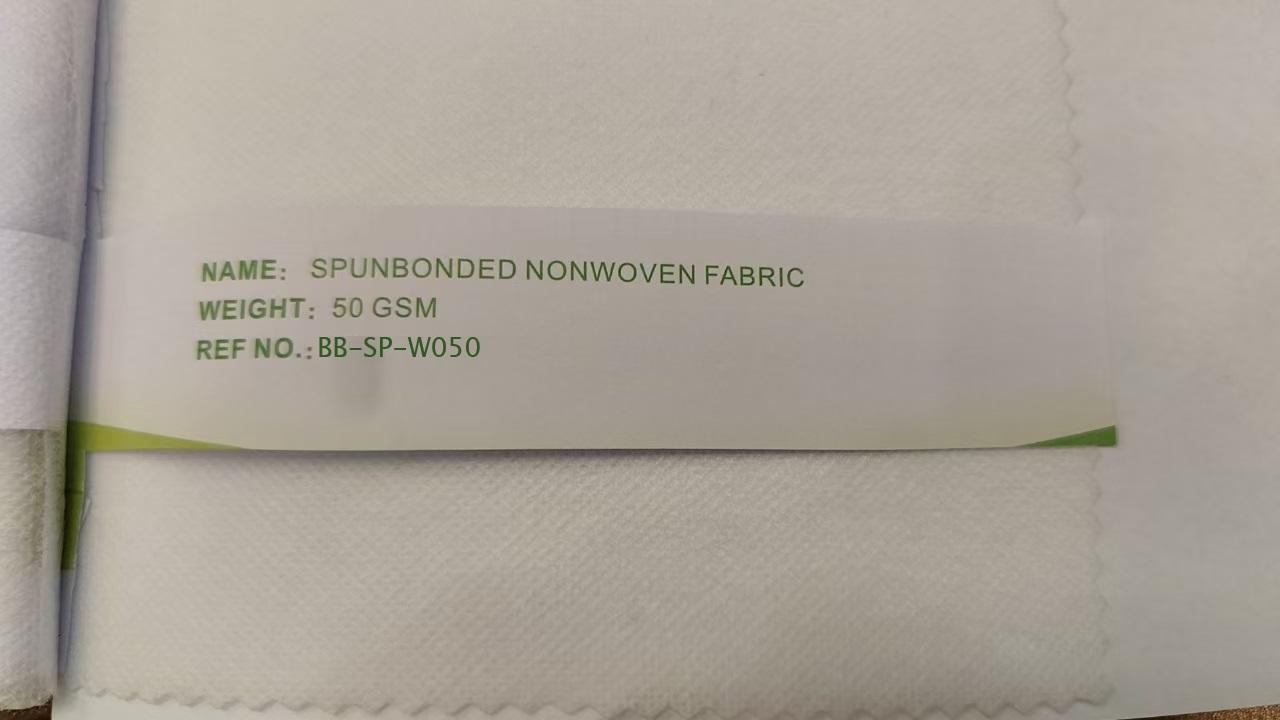 NAME: SPUNBONDED NONWOVEN FABRIC
WEIGHT: 50 GSM
REF NO.: BB-SP-W050